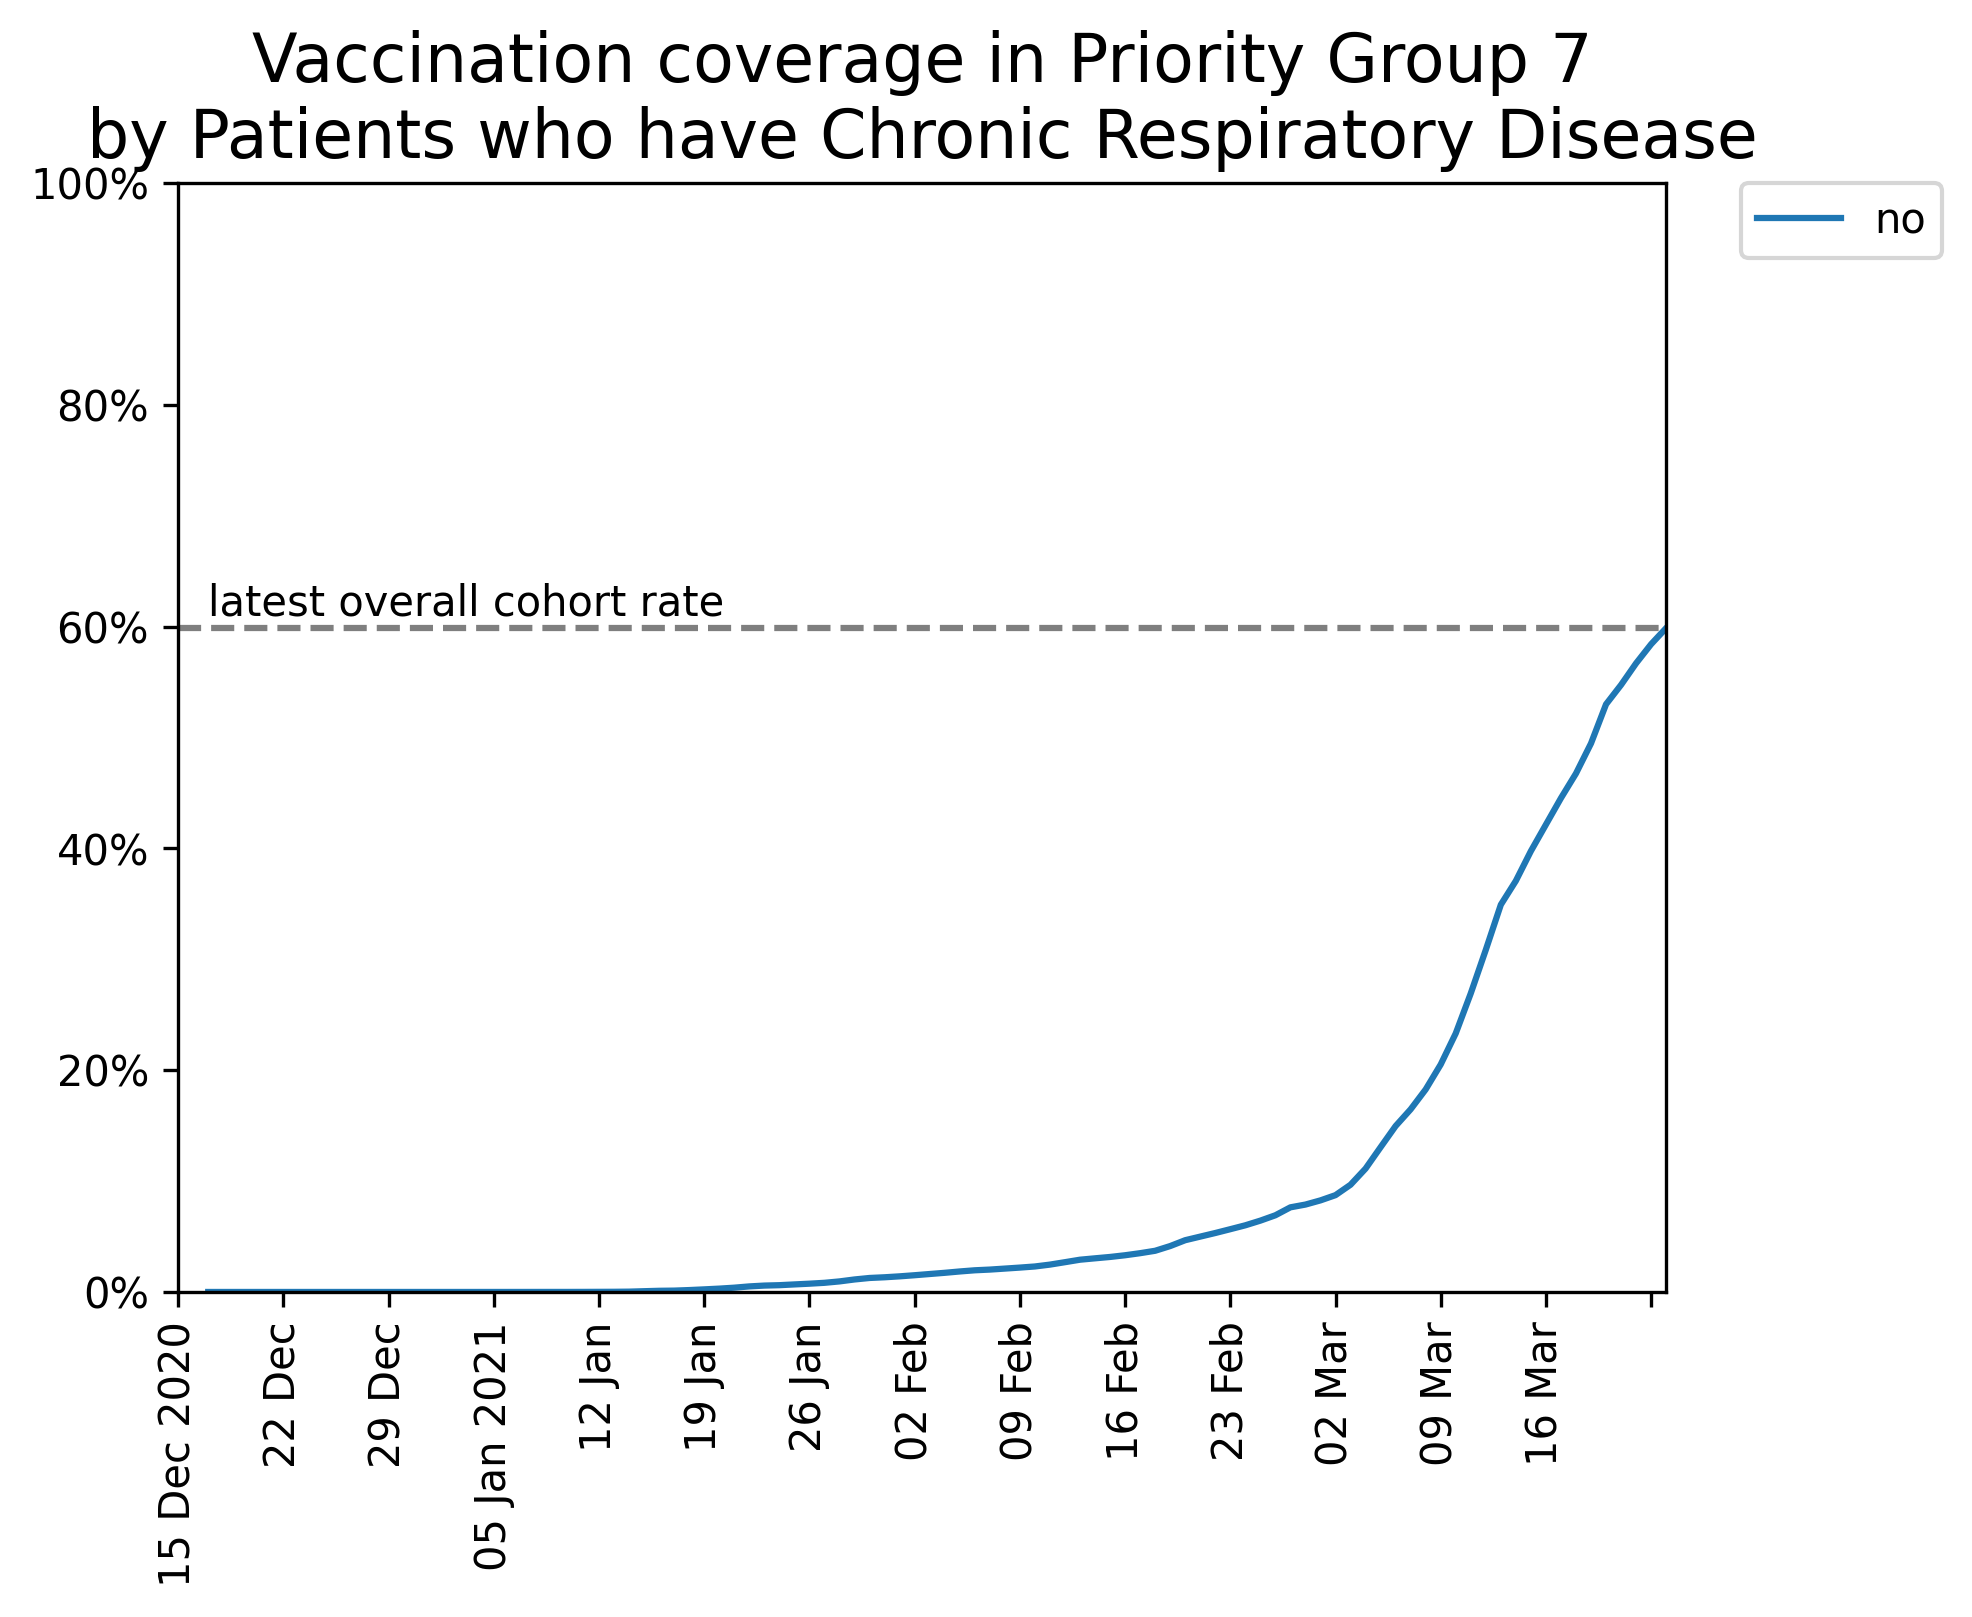 Vaccination coverage in Priority Group 7
by Patients who have Chronic Respiratory Disease
100%
80%
60%
40%
20%
0%
latest overall cohort rate
no
15 Dec 2020
22 Dec
29 Dec
05 Jan 2021
12 Jan
19 Jan
26 Jan
02 Feb
09 Feb
16 Feb
23 Feb
02 Mar
09 Mar
16 Mar